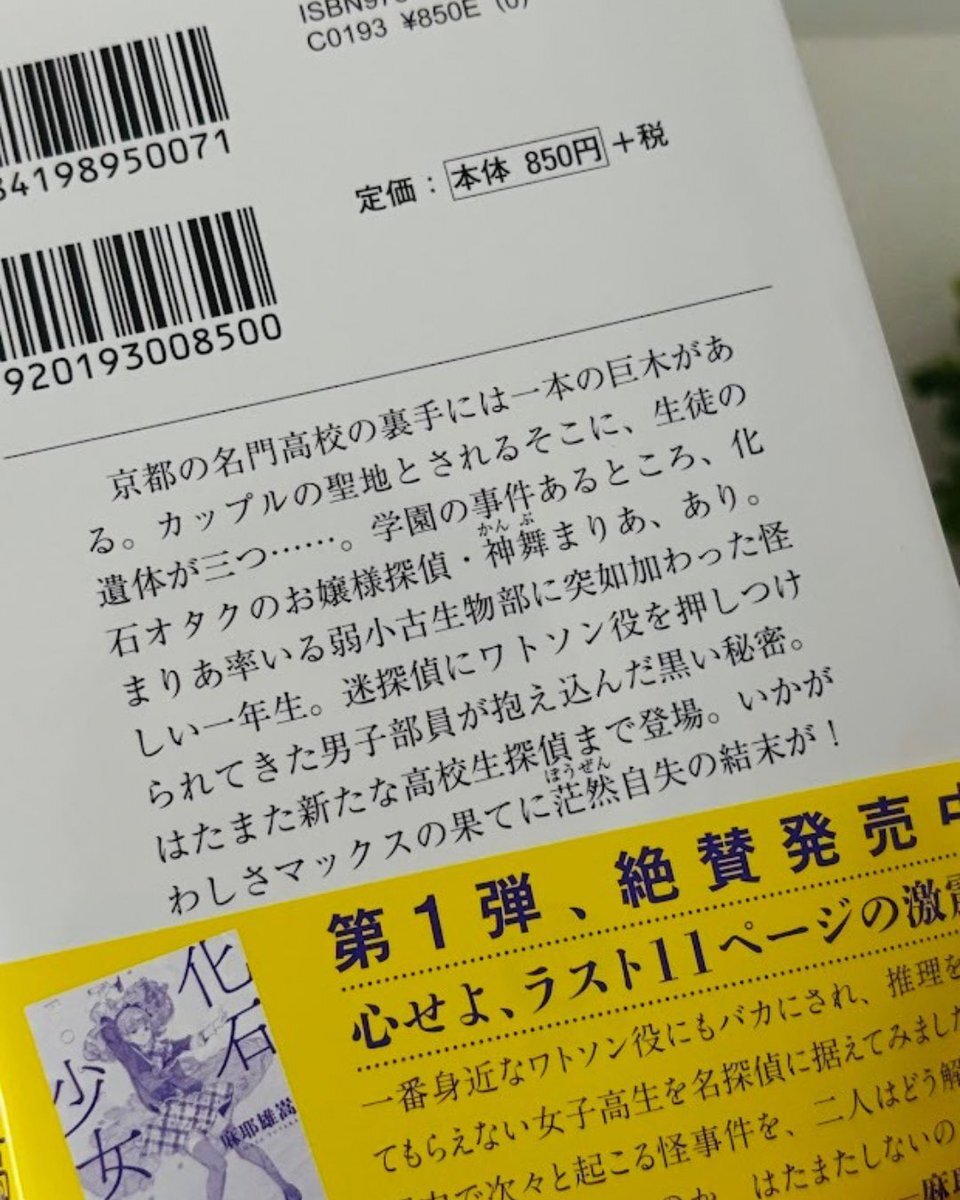 ISBN978
C0193 ¥850E (0)
84198950071
定価：本体 850円＋税
920193008500
京都の名門高校の裏手には一本の巨木があ
る。カップルの聖地とされるそこに、生徒の
遺体が三つ……。学園の事件あるところ、化
石オタクのお嬢様探偵・神舞まりあ、あり。
かんぶ
まりあ率いる弱小古生物部に突如加わった怪
しい一年生。迷探偵にワトソン役を押しつけ
られてきた男子部員が抱え込んだ黒い秘密。
はたまた新たな高校生探偵まで登場。いかが
わしさマックスの果てに茫然自失の結末が！
ぼうぜん
第1弾、絶賛発売中
心せよ、ラスト11ページの激震
一番身近なワトソン役にもバカにされ、推理を
てもらえない女子高生を名探偵に据えてみました
で次々と起こる怪事件を、二人はどう解
のか、はたまたしないの
麻耶
化石少女
麻耶雄嵩